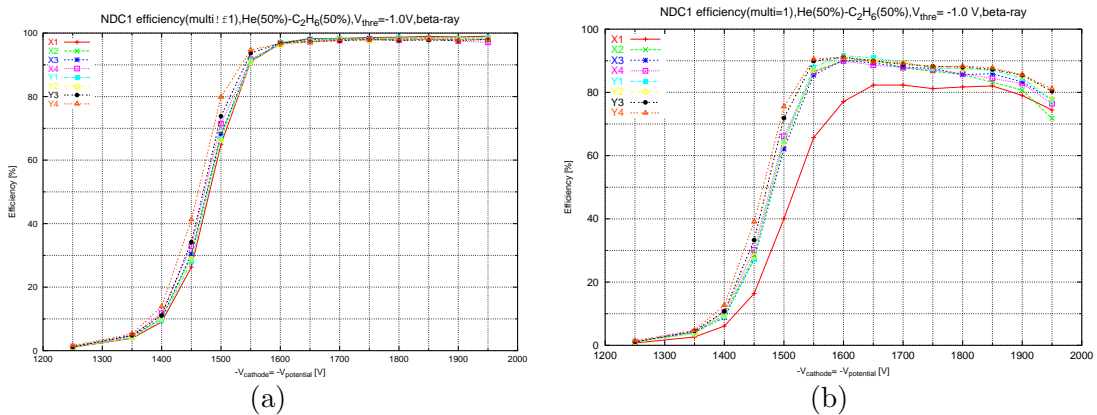 NDC1 efficiency(multi!£1),He(50%)-C2H6(50%),Vthre=-1.0V,beta-ray
100
80
60
40
20
0
Efficiency [%]
X1
X2
X3
X4
Y1
Y2
Y3
Y4
1200 1300 1400 1500 1600 1700 1800 1900 2000
-Vcathode= -Vpotential [V]
(a)
NDC1 efficiency(multi=1),He(50%)-C2H6(50%),Vthre= -1.0 V,beta-ray
100
80
60
40
20
0
Efficiency [%]
X1
X2
X3
X4
Y1
Y2
Y3
Y4
1200 1300 1400 1500 1600 1700 1800 1900 2000
-Vcathode= -Vpotential [V]
(b)